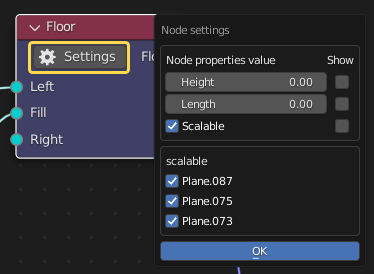 Floor
Settings
Flo
Left
Fill
Right
Node settings
Node properties value Show
Height 0.00
Length 0.00
Scalable
scalable
Plane.087
Plane.075
Plane.073
OK